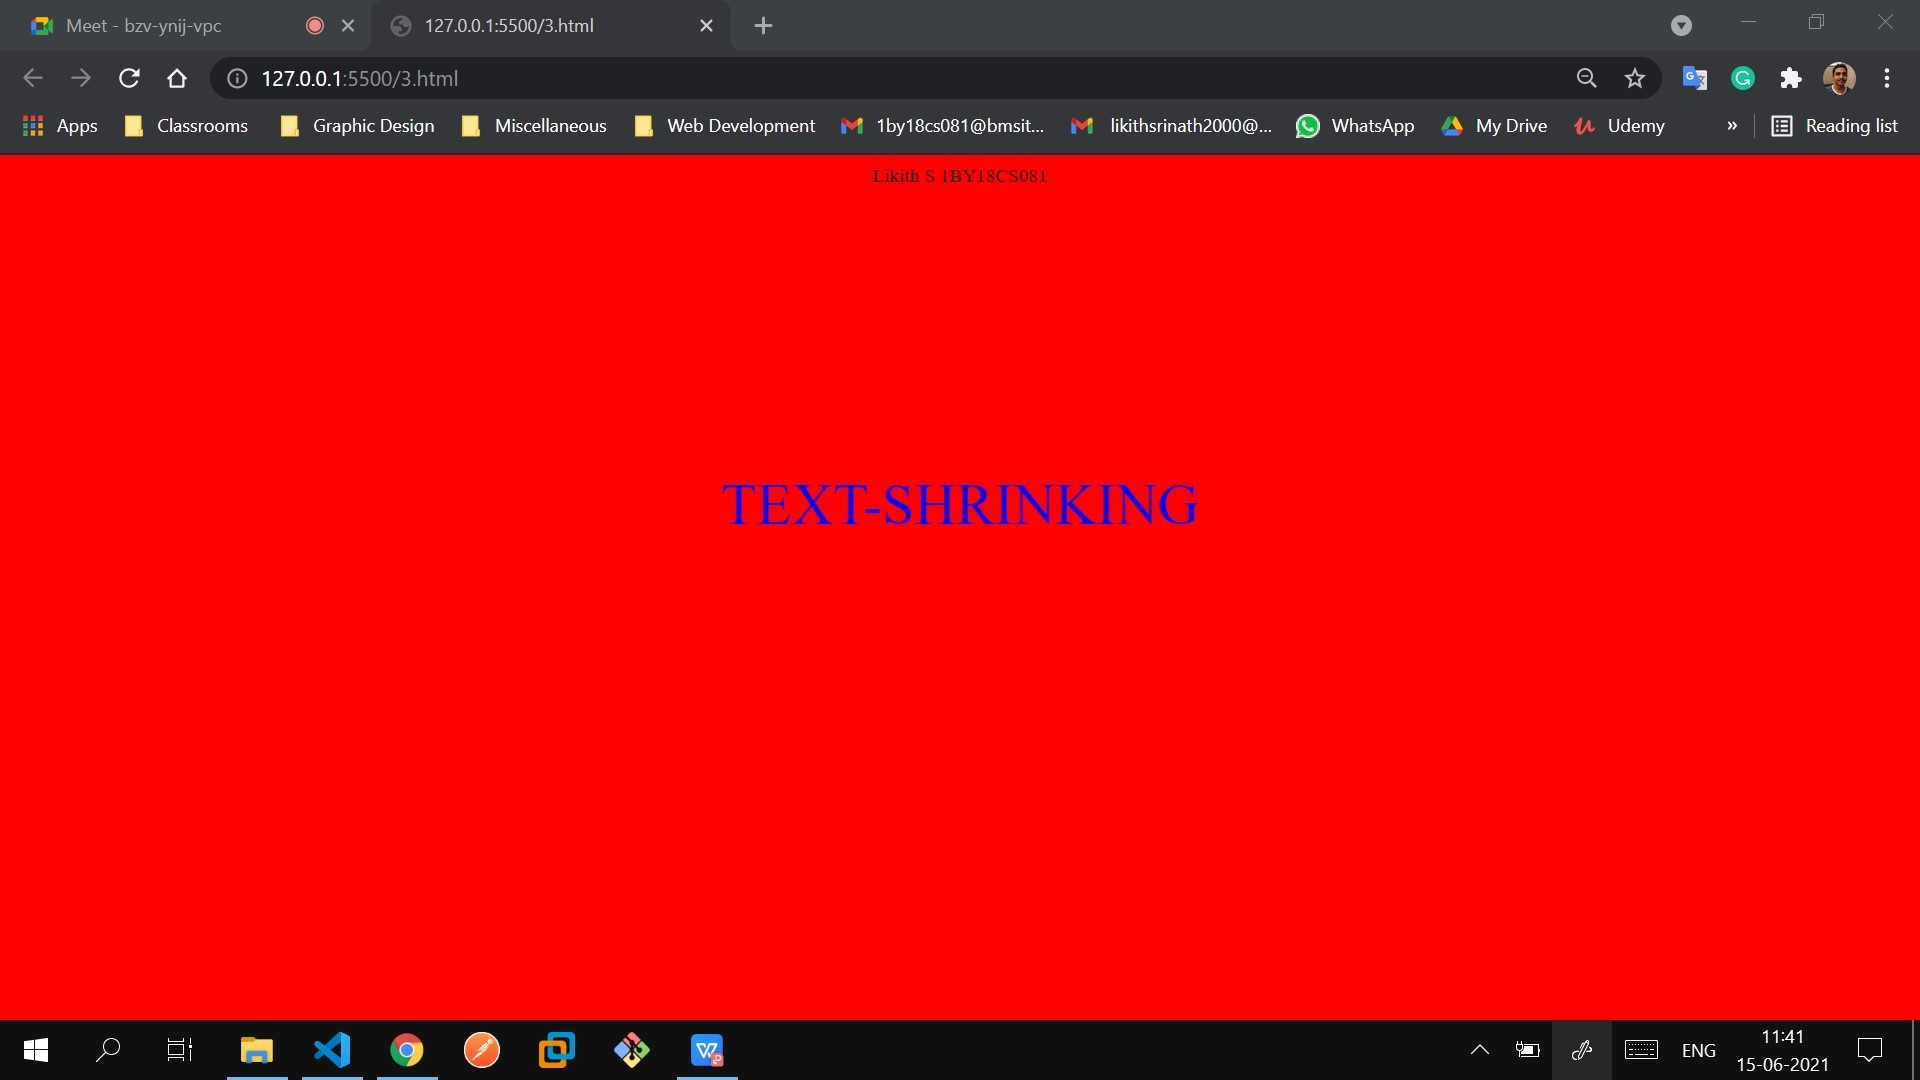 Meet - bzv-ynij-vpc
127.0.0.1:5500/3.html
127.0.0.1:5500/3.html
Apps Classrooms Graphic Design Miscellaneous Web Development 1by18cs081@bmsit... likithsrinath2000@... WhatsApp My Drive Udemy » Reading list
Likith S 1BY18CS081
TEXT-SHRINKING
ENG
11:41
15-06-2021